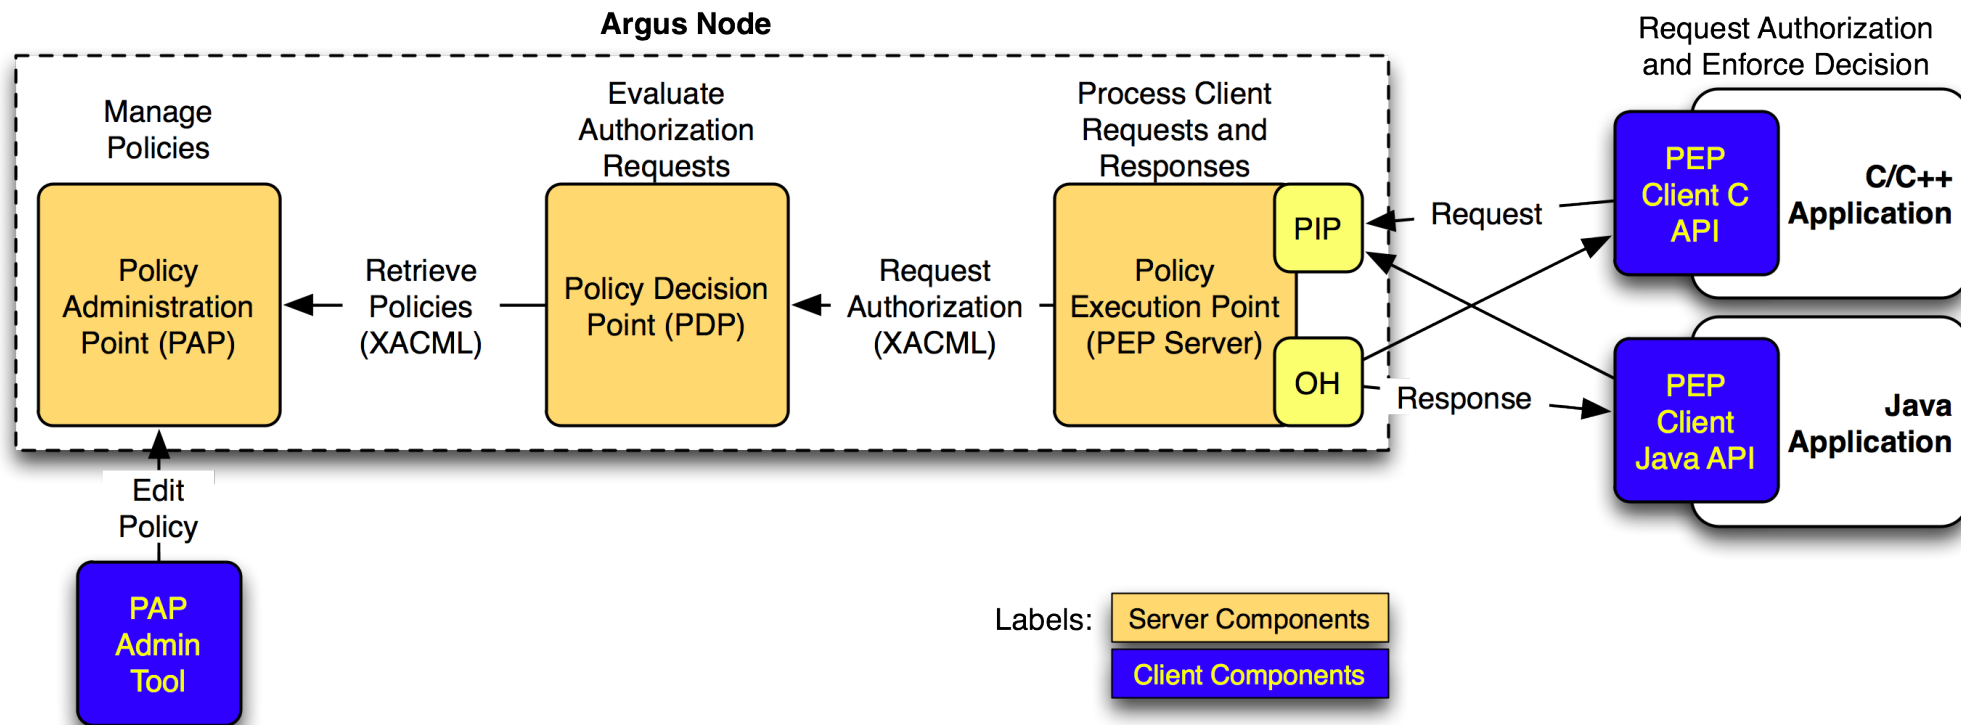 Argus Node
Request Authorization
and Enforce Decision
Manage
Policies
Evaluate
Authorization
Requests
Process Client
Requests and
Responses
Policy
Administration
Point (PAP)
Retrieve
Policies
(XACML)
Policy Decision
Point (PDP)
Request
Authorization
(XACML)
Policy
Execution Point
(PEP Server)
PIP
OH
Request
Response
PEP
Client C
API
C/C++
Application
PEP
Client
Java API
Java
Application
Edit
Policy
PAP
Admin
Tool
Labels:
Server Components
Client Components